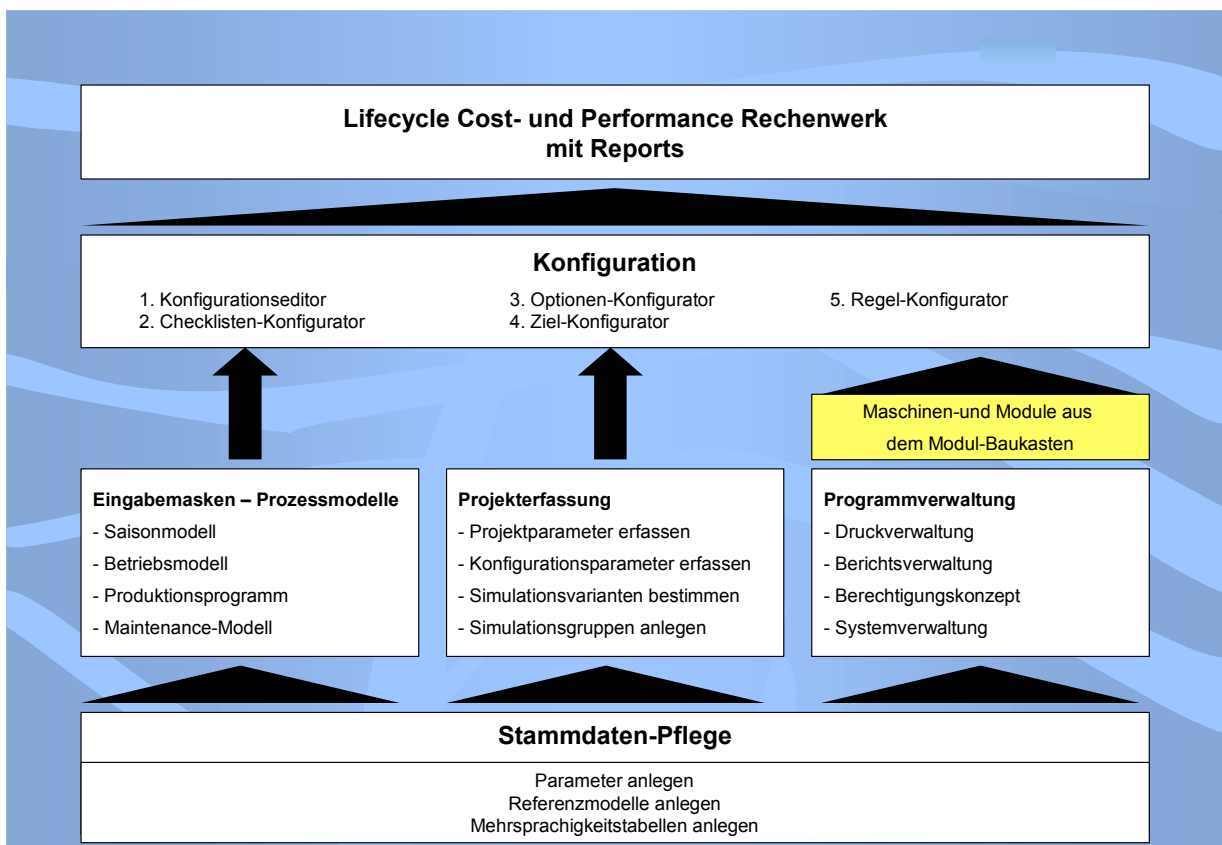 Lifecycle Cost- und Performance Rechenwerk
mit Reports
Konfiguration
1. Konfigurationseditor
2. Checklisten-Konfigurator
3. Optionen-Konfigurator
4. Ziel-Konfigurator
5. Regel-Konfigurator
Maschinen-und Module aus
dem Modul-Baukasten
Eingabemasken – Prozessmodelle
- Saisonmodell
- Betriebsmodell
- Produktionsprogramm
- Maintenance-Modell
Projekterfassung
- Projektparameter erfassen
- Konfigurationsparameter erfassen
- Simulationsvarianten bestimmen
- Simulationsgruppen anlegen
Programmverwaltung
- Druckverwaltung
- Berichtsverwaltung
- Berechtigungskonzept
- Systemverwaltung
Stammdaten-Pflege
Parameter anlegen
Referenzmodelle anlegen
Mehrsprachigkeitstabellen anlegen